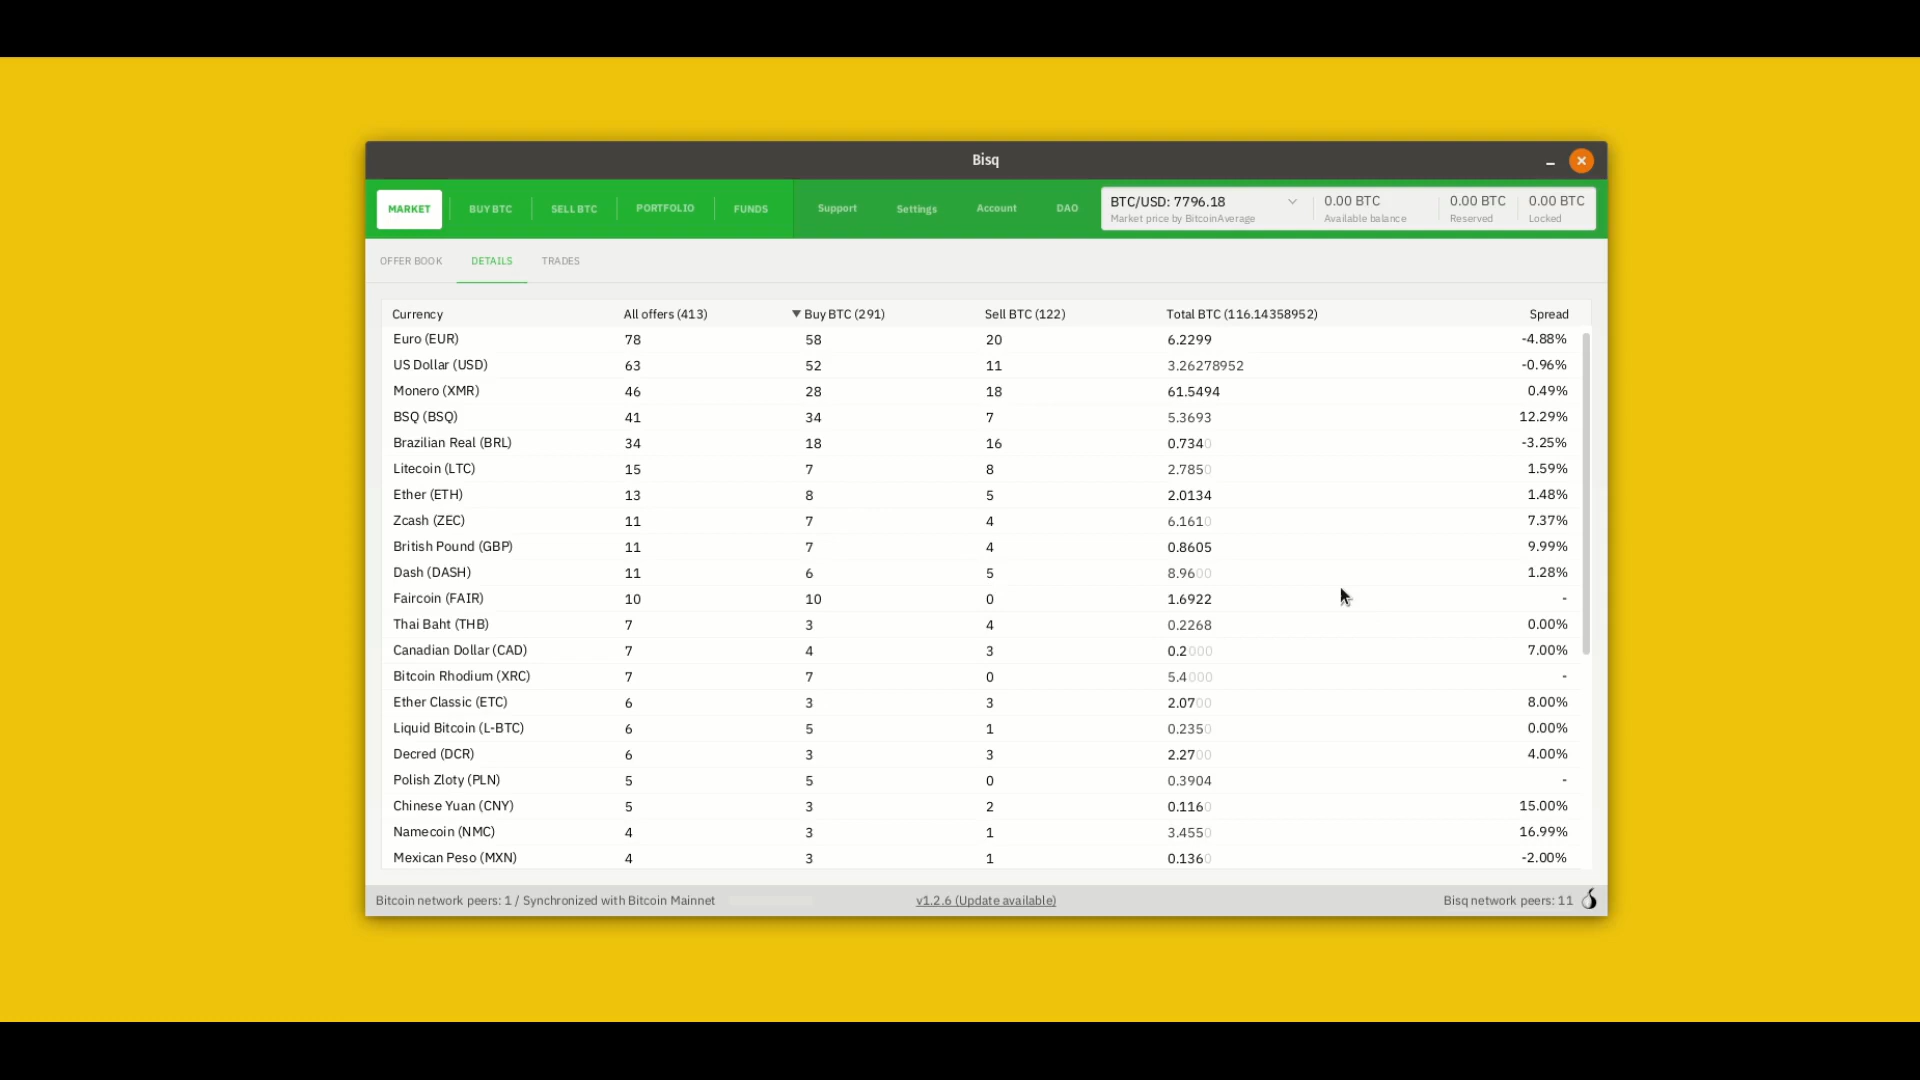 Bisq
MARKET BUY BTC SELL BTC PORTFOLIO FUNDS Support Settings Account DAO BTC/USD: 7796.18 0.00 BTC 0.00 BTC 0.00 BTC
Market price by BitcoinAverage Available balance Reserved Locked
OFFER BOOK DETAILS TRADES
Currency All offers (413) Buy BTC (291) Sell BTC (122) Total BTC (116.14358952) Spread
Euro (EUR) 78 58 20 6.2299 -4.88%
US Dollar (USD) 63 52 11 3.26278952 -0.96%
Monero (XMR) 46 28 18 61.5494 0.49%
BSQ (BSQ) 41 34 7 5.3693 12.29%
Brazilian Real (BRL) 34 18 16 0.7340 -3.25%
Litecoin (LTC) 15 7 8 2.7850 1.59%
Ether (ETH) 13 8 5 2.0134 1.48%
Zcash (ZEC) 11 7 4 6.1610 7.37%
British Pound (GBP) 11 7 4 0.8605 9.99%
Dash (DASH) 11 6 5 8.9600 1.28%
Faircoin (FAIR) 10 10 0 1.6922 -
Thai Baht (THB) 7 3 4 0.2268 0.00%
Canadian Dollar (CAD) 7 4 3 0.2000 7.00%
Bitcoin Rhodium (XRC) 7 7 0 5.4000 -
Ether Classic (ETC) 6 3 3 2.0700 8.00%
Liquid Bitcoin (L-BTC) 6 5 1 0.2350 0.00%
Decred (DCR) 6 3 3 2.2700 4.00%
Polish Zloty (PLN) 5 5 0 0.3904 -
Chinese Yuan (CNY) 5 3 2 0.1160 15.00%
Namecoin (NMC) 4 3 1 3.4550 16.99%
Mexican Peso (MXN) 4 3 1 0.1360 -2.00%
Bitcoin network peers: 1 / Synchronized with Bitcoin Mainnet v1.2.6 (Update available) Bisq network peers: 11